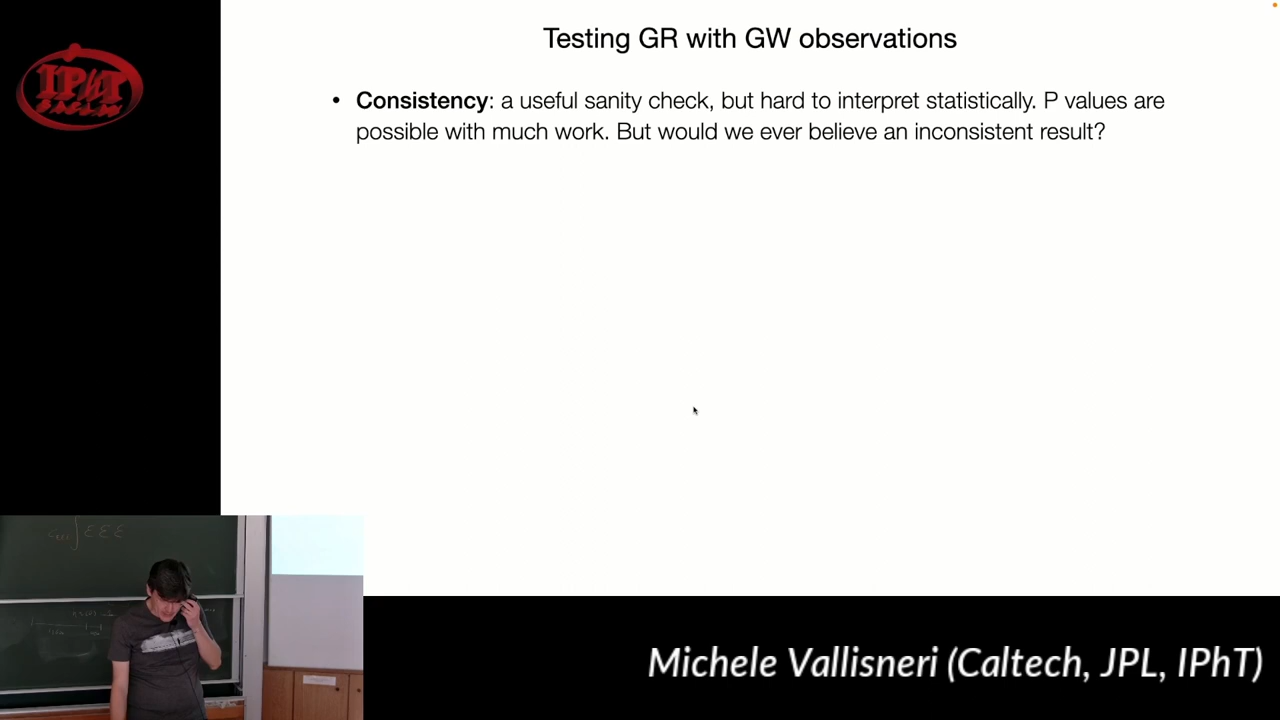 Testing GR with GW observations
• Consistency: a useful sanity check, but hard to interpret statistically. P values are
possible with much work. But would we ever believe an inconsistent result?
IPhT
Michele Vallisneri (Caltech, JPL, IPhT)